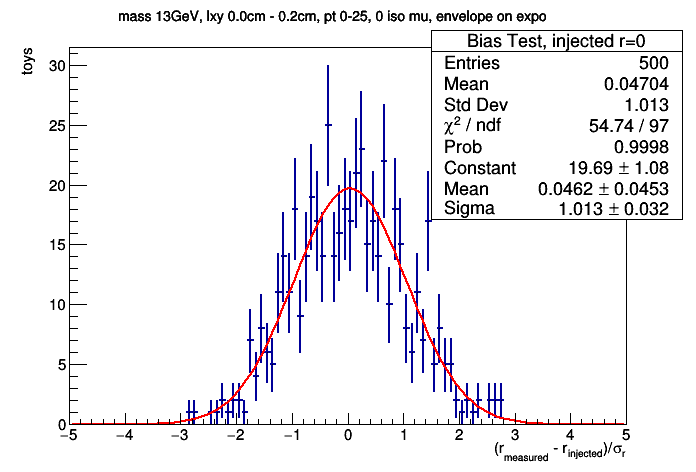 mass 13GeV, lxy 0.0cm - 0.2cm, pt 0-25, 0 iso mu, envelope on expo
Bias Test, injected r=0
Entries 500
Mean 0.04704
Std Dev 1.013
χ² / ndf 54.74 / 97
Prob 0.9998
Constant 19.69 ± 1.08
Mean 0.0462 ± 0.0453
Sigma 1.013 ± 0.032
toys
30
25
20
15
10
5
0
−5 −4 −3 −2 −1 0 1 2 3 4 5
(r_measured - r_injected)/σ_r